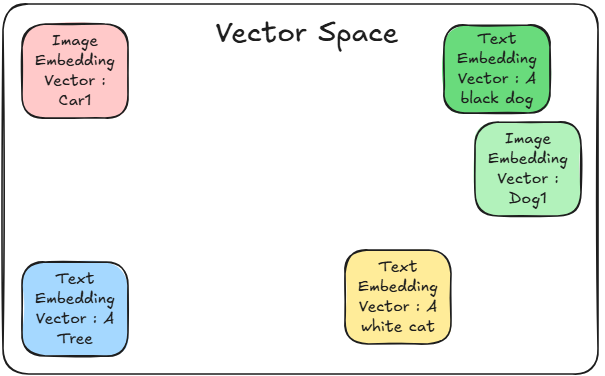 Vector Space
Image
Embedding
Vector :
Car1
Text
Embedding
Vector : A
black dog
Image
Embedding
Vector :
Dog1
Text
Embedding
Vector : A
Tree
Text
Embedding
Vector : A
white cat